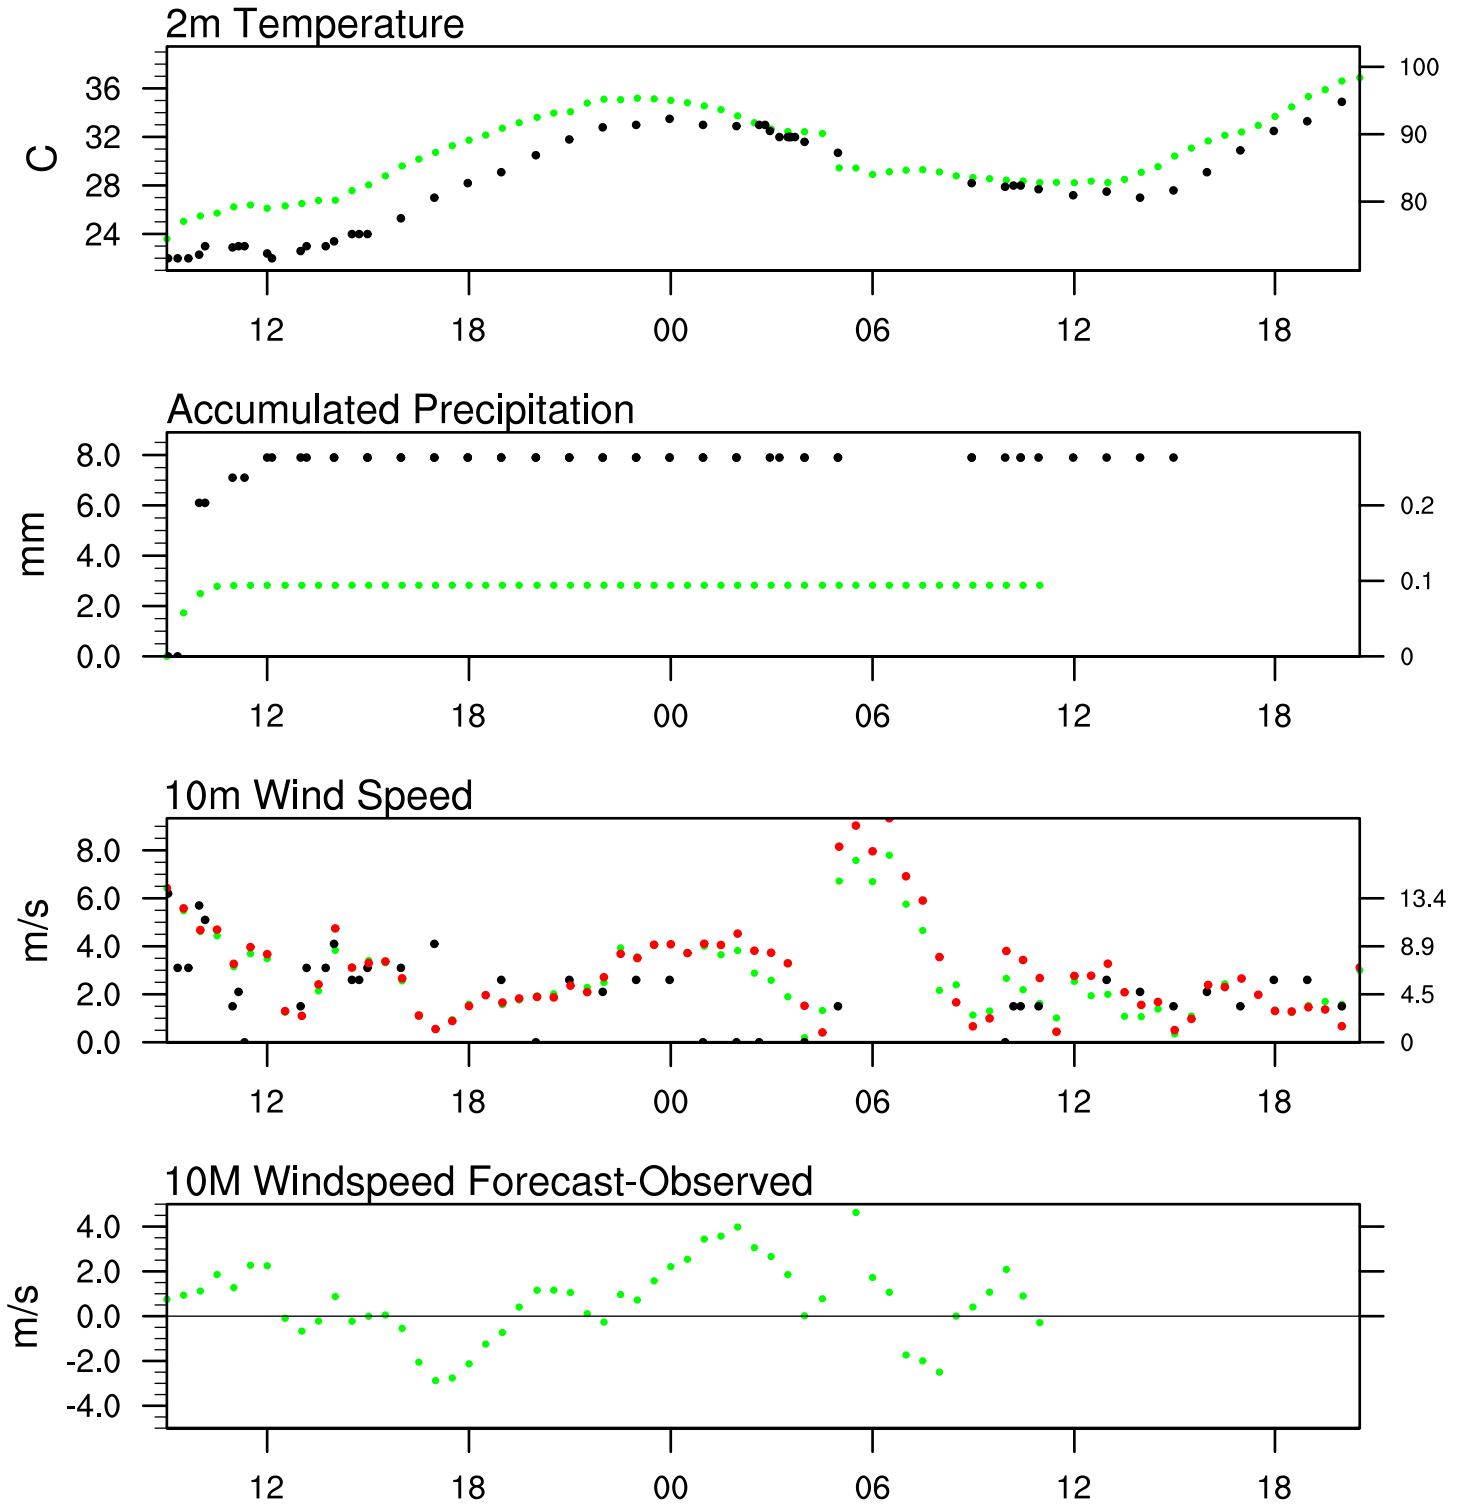 2m Temperature
C
36
32
28
24
100
90
80
12 18 00 06 12 18
Accumulated Precipitation
mm
8.0
6.0
4.0
2.0
0.0
0.2
0.1
0
12 18 00 06 12 18
10m Wind Speed
m/s
8.0
6.0
4.0
2.0
0.0
13.4
8.9
4.5
0
12 18 00 06 12 18
10M Windspeed Forecast-Observed
m/s
4.0
2.0
0.0
-2.0
-4.0
12 18 00 06 12 18